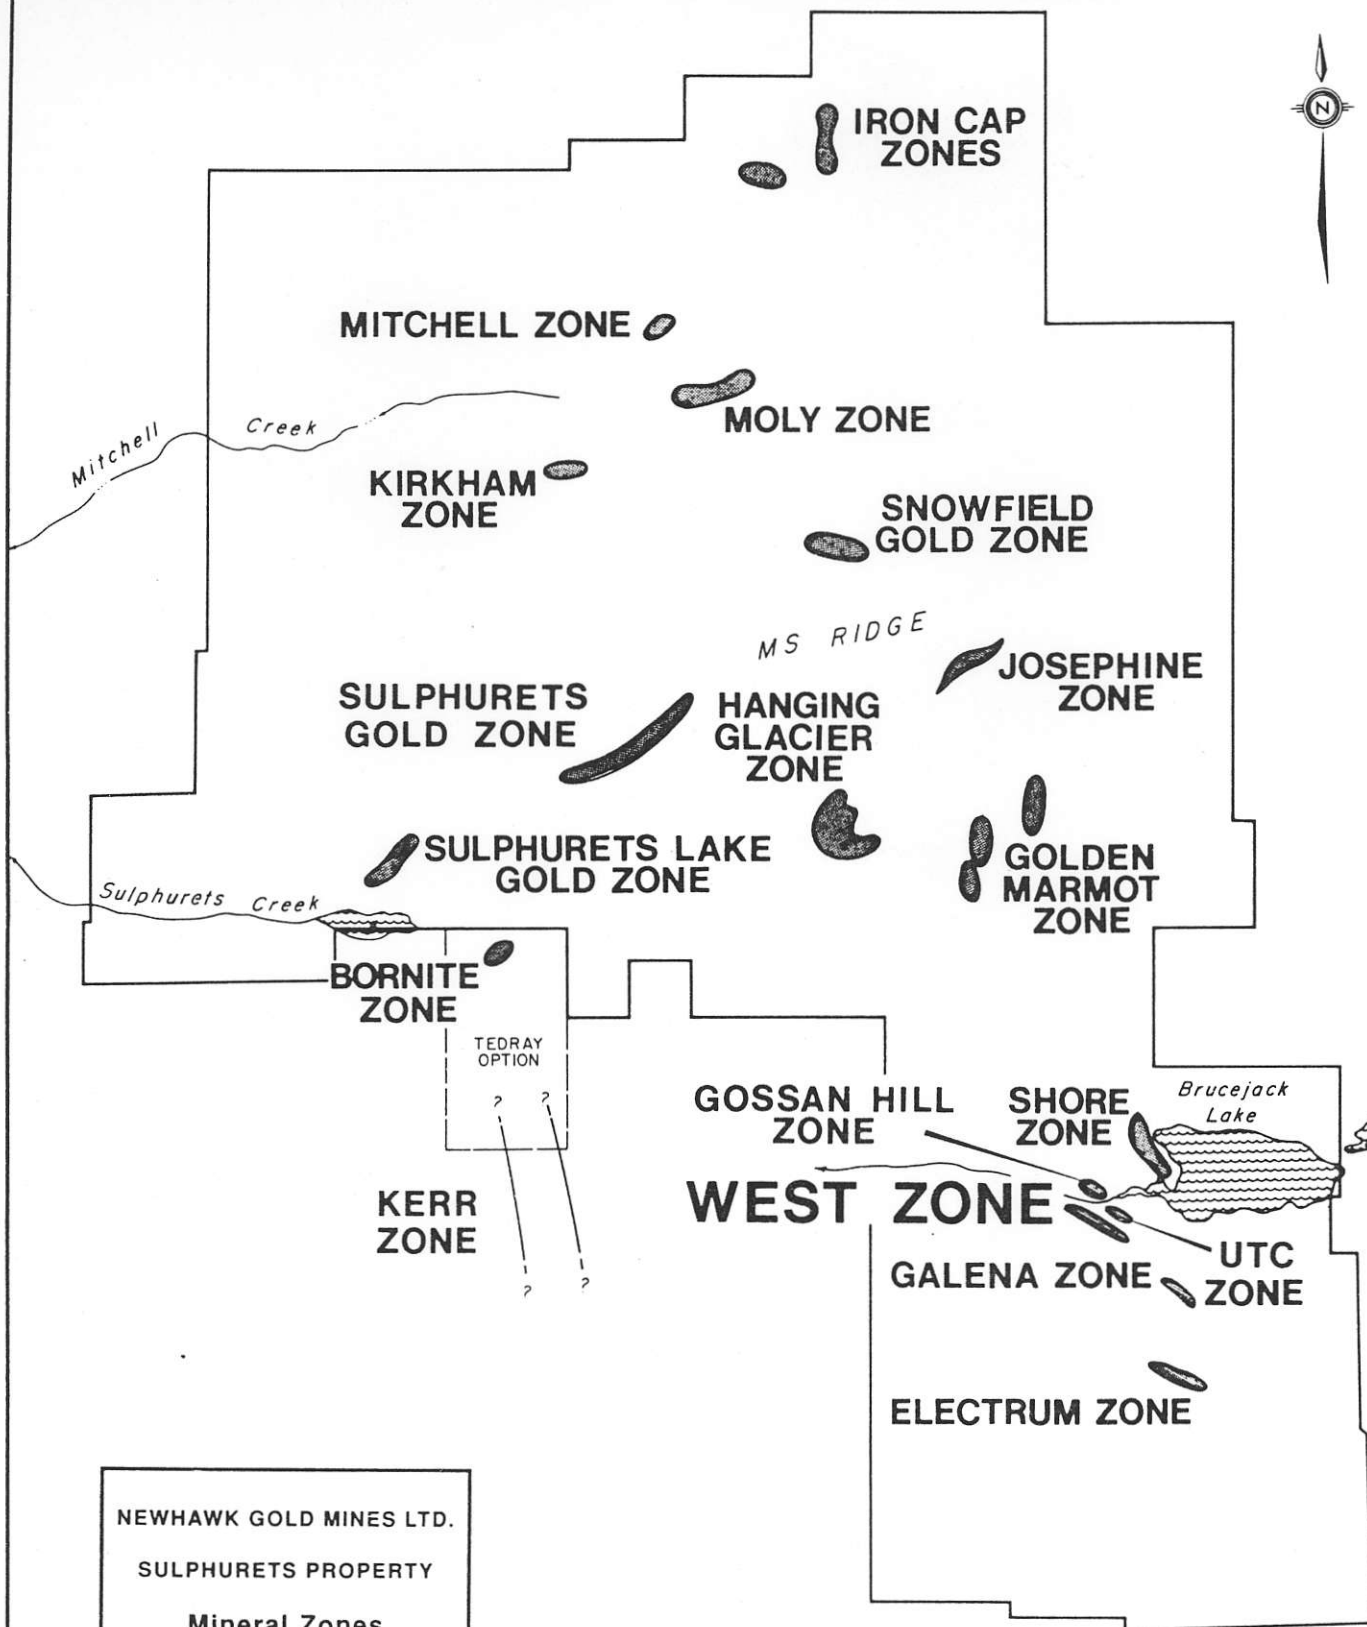 IRON CAP
ZONES
N
MITCHELL ZONE
MOLY ZONE
Mitchell Creek
KIRKHAM
ZONE
SNOWFIELD
GOLD ZONE
MS RIDGE
JOSEPHINE
ZONE
SULPHURETS
GOLD ZONE
HANGING
GLACIER
ZONE
SULPHURETS LAKE
GOLD ZONE
GOLDEN
MARMOT
ZONE
Sulphurets Creek
BORNITE
ZONE
TEDRAY
OPTION
? ?
GOSSAN HILL
ZONE
SHORE
ZONE
Brucejack
Lake
WEST ZONE
KERR
ZONE
? ?
UTC
ZONE
GALENA ZONE
ELECTRUM ZONE
NEWHAWK GOLD MINES LTD.
SULPHURETS PROPERTY
Mineral Zones